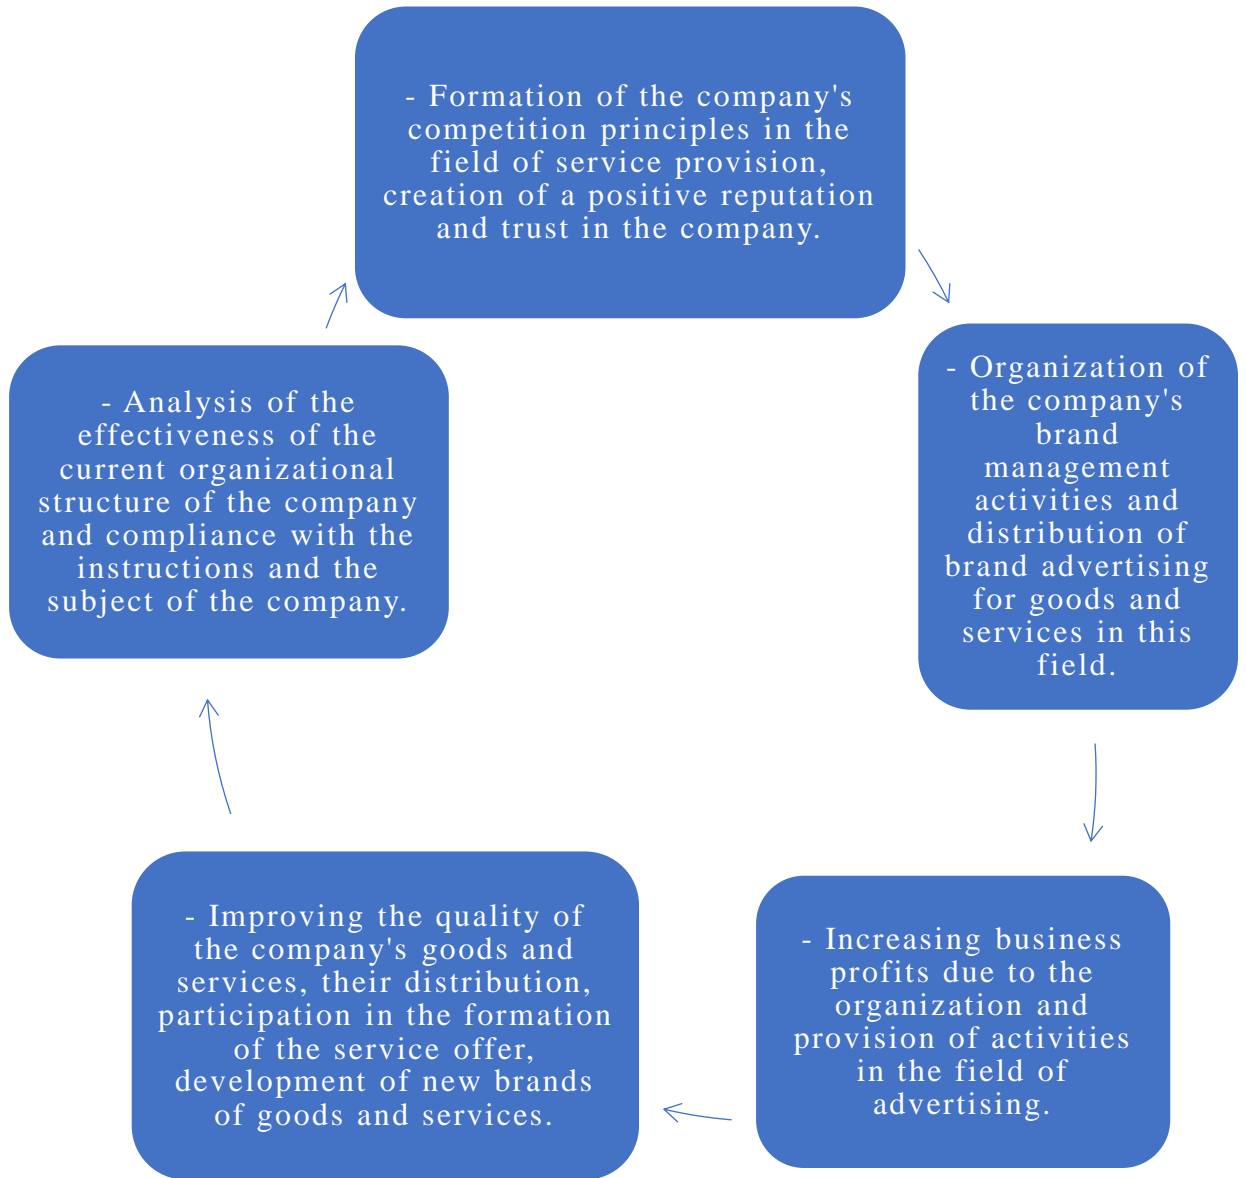 - Formation of the company's
competition principles in the
field of service provision,
creation of a positive reputation
and trust in the company.
- Organization of
the company's
brand
management
activities and
distribution of
brand advertising
for goods and
services in this
field.
- Increasing business
profits due to the
organization and
provision of activities
in the field of
advertising.
- Improving the quality of
the company's goods and
services, their distribution,
participation in the formation
of the service offer,
development of new brands
of goods and services.
- Analysis of the
effectiveness of the
current organizational
structure of the company
and compliance with the
instructions and the
subject of the company.